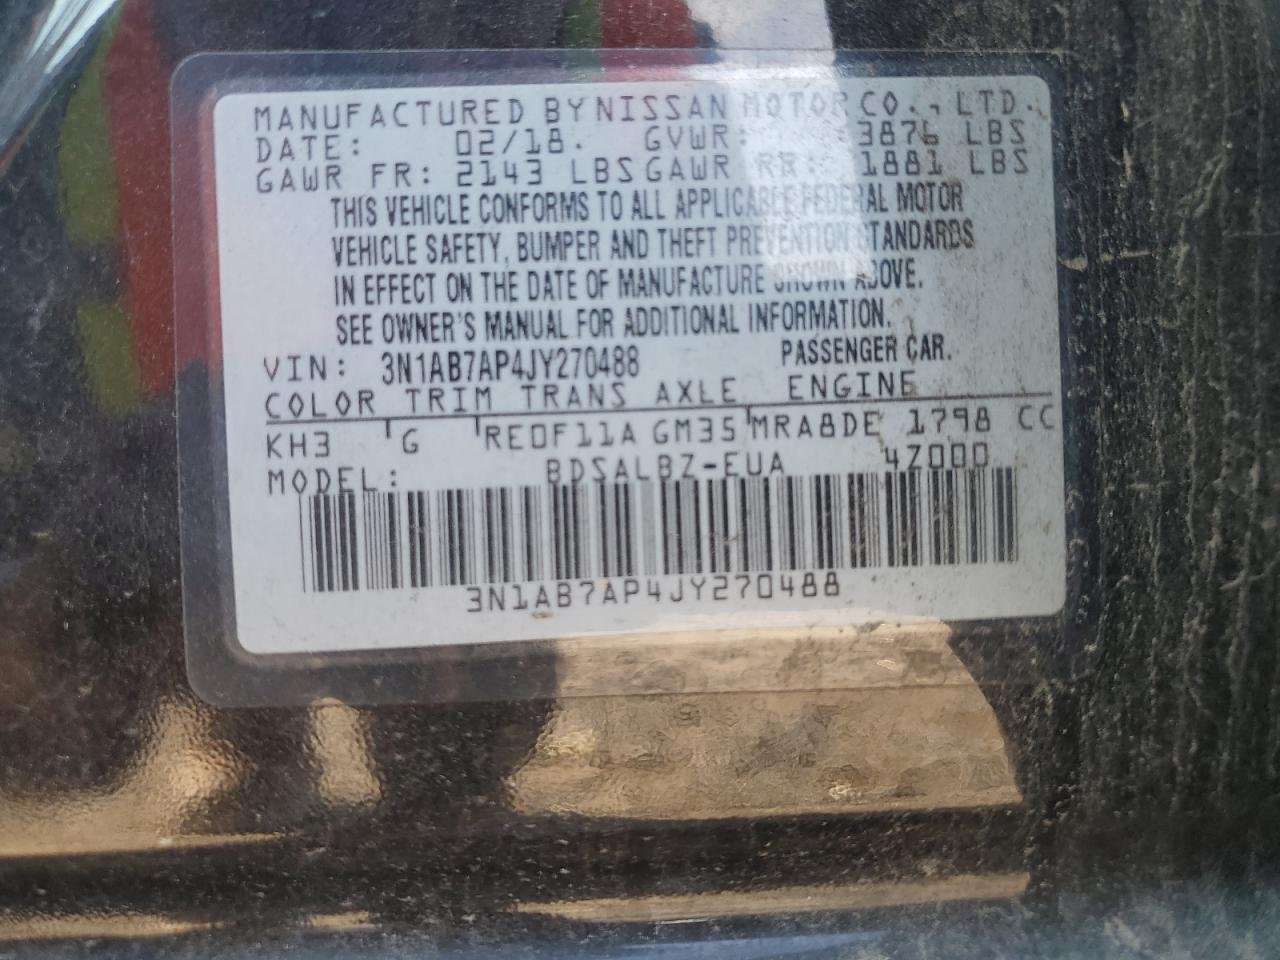 MANUFACTURED BY NISSAN MOTOR CO., LTD.
DATE: 02/18. GVWR: 3876 LBS
GAWR FR: 2143 LBS GAWR RR: 1881 LBS
THIS VEHICLE CONFORMS TO ALL APPLICABLE FEDERAL MOTOR
VEHICLE SAFETY, BUMPER AND THEFT PREVENTION STANDARDS
IN EFFECT ON THE DATE OF MANUFACTURE SHOWN ABOVE.
SEE OWNER'S MANUAL FOR ADDITIONAL INFORMATION.
VIN: 3N1AB7AP4JY270488 PASSENGER CAR.
COLOR TRIM TRANS AXLE ENGINE
KH3 G RE0F11A GM35 MRA8DE 1798 CC
MODEL: BDSALBZ-EUA 4Z000
3N1AB7AP4JY270488